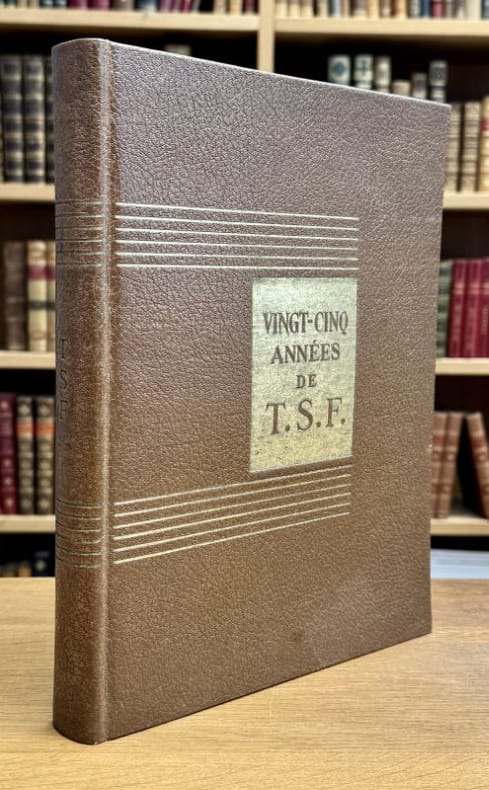 VINGT-CINQ
ANNÉES
DE
T.S.F.
T.S.F.